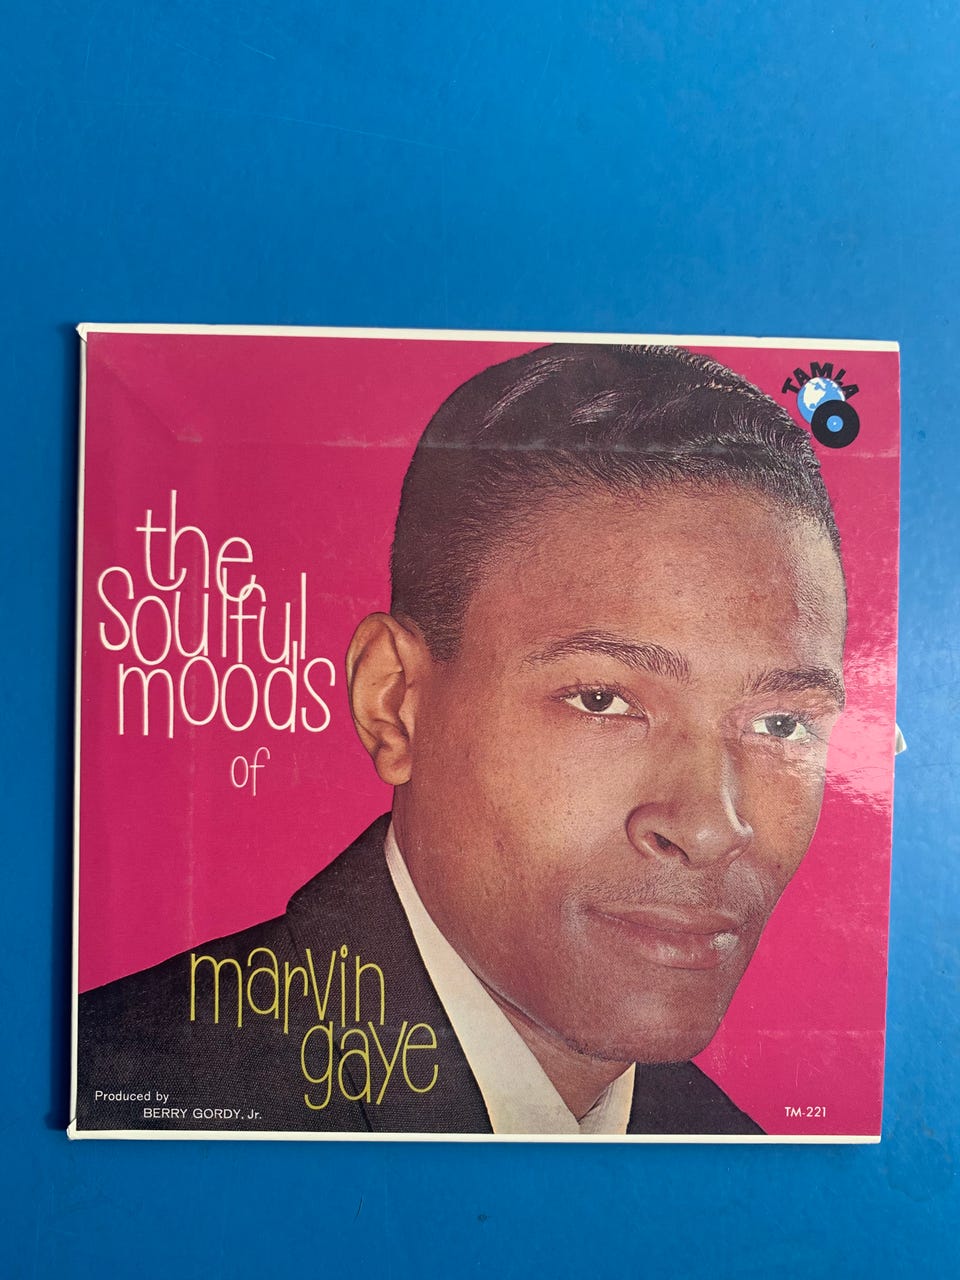 TAMLA
the
Soulful
moods
of
marvin
gaye
Produced by
BERRY GORDY, Jr.
TM-221